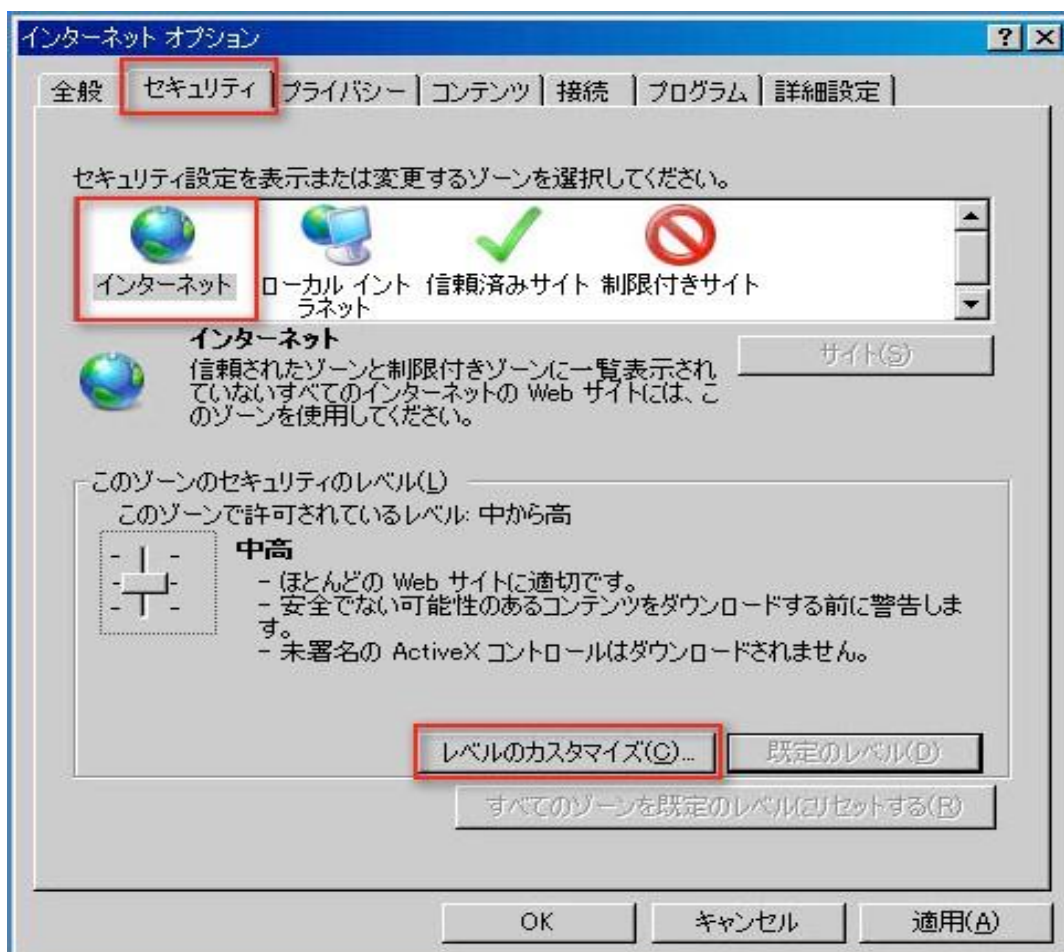 インターネット オプション
全般 セキュリティ プライバシー コンテンツ 接続 プログラム 詳細設定
セキュリティ設定を表示または変更するゾーンを選択してください。
インターネット ローカル イント 信頼済みサイト 制限付きサイト
ラネット
インターネット
サイト(S)
信頼されたゾーンと制限付きゾーンに一覧表示され
ていないすべてのインターネットの Web サイトには、こ
のゾーンを使用してください。
このゾーンのセキュリティのレベル(L)
このゾーンで許可されているレベル: 中から高
中高
- ほとんどの Web サイトに適切です。
- 安全でない可能性のあるコンテンツをダウンロードする前に警告しま
す。
- 未署名の ActiveX コントロールはダウンロードされません。
レベルのカスタマイズ(C)... 既定のレベル(D)
すべてのゾーンを既定のレベルにリセットする(R)
OK キャンセル 適用(A)